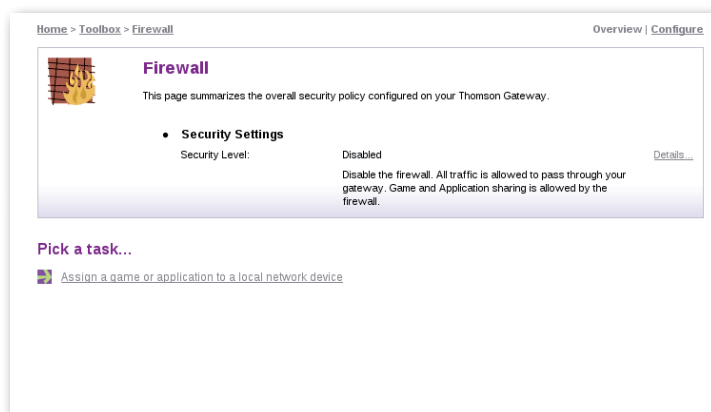 Home > Toolbox > Firewall
Overview | Configure
Firewall
This page summarizes the overall security policy configured on your Thomson Gateway.
• Security Settings
Security Level: Disabled Details...
Disable the firewall. All traffic is allowed to pass through your
gateway. Game and Application sharing is allowed by the
firewall.
Pick a task...
Assign a game or application to a local network device